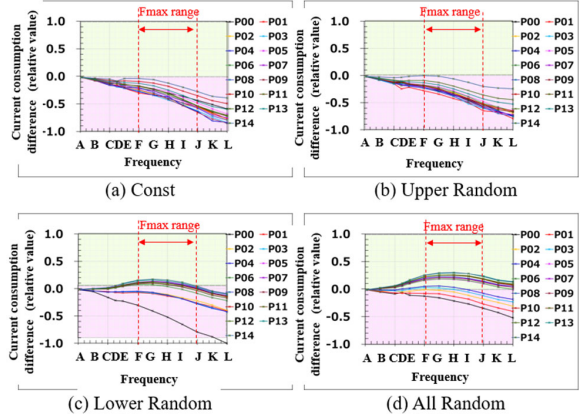 Fmax range
Current consumption
difference (relative value)
1.0
0.5
0.0
-0.5
-1.0
A B C D E F G H I J K L
Frequency
P00 P01
P02 P03
P04 P05
P06 P07
P08 P09
P10 P11
P12 P13
P14
(a) Const
Fmax range
Current consumption
difference (relative value)
1.0
0.5
0.0
-0.5
-1.0
A B C D E F G H I J K L
Frequency
P00 P01
P02 P03
P04 P05
P06 P07
P08 P09
P10 P11
P12 P13
P14
(b) Upper Random
Fmax range
Current consumption
difference (relative value)
1.0
0.5
0.0
-0.5
-1.0
A B C D E F G H I J K L
Frequency
P00 P01
P02 P03
P04 P05
P06 P07
P08 P09
P10 P11
P12 P13
P14
(c) Lower Random
Fmax range
Current consumption
difference (relative value)
1.0
0.5
0.0
-0.5
-1.0
A B C D E F G H I J K L
Frequency
P00 P01
P02 P03
P04 P05
P06 P07
P08 P09
P10 P11
P12 P13
P14
(d) All Random